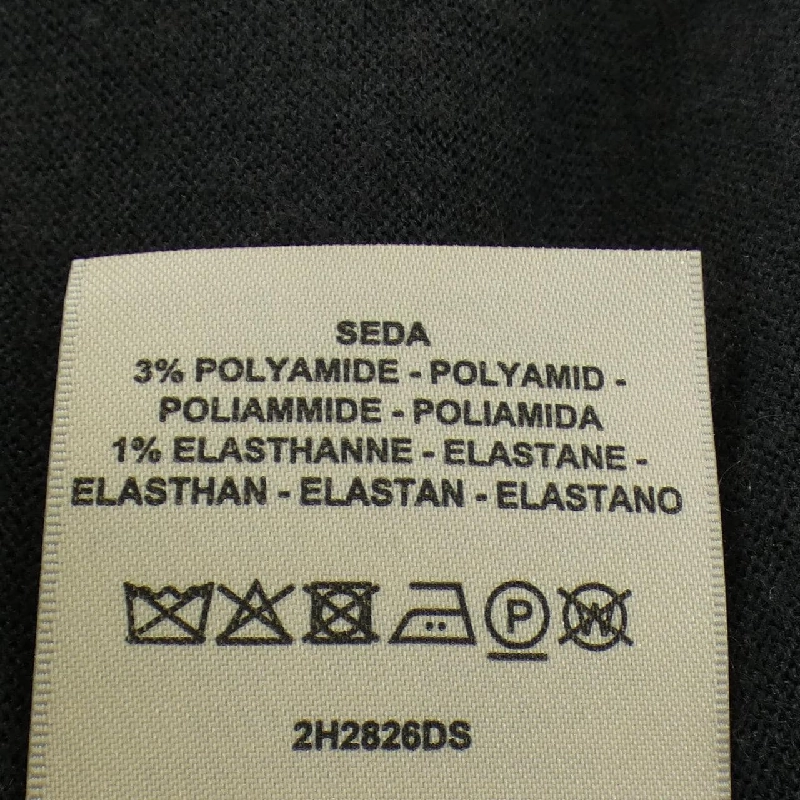 SEDA
3% POLYAMIDE - POLYAMID -
POLIAMMIDE - POLIAMIDA
1% ELASTHANNE - ELASTANE -
ELASTHAN - ELASTAN - ELASTANO
P W
2H2826DS